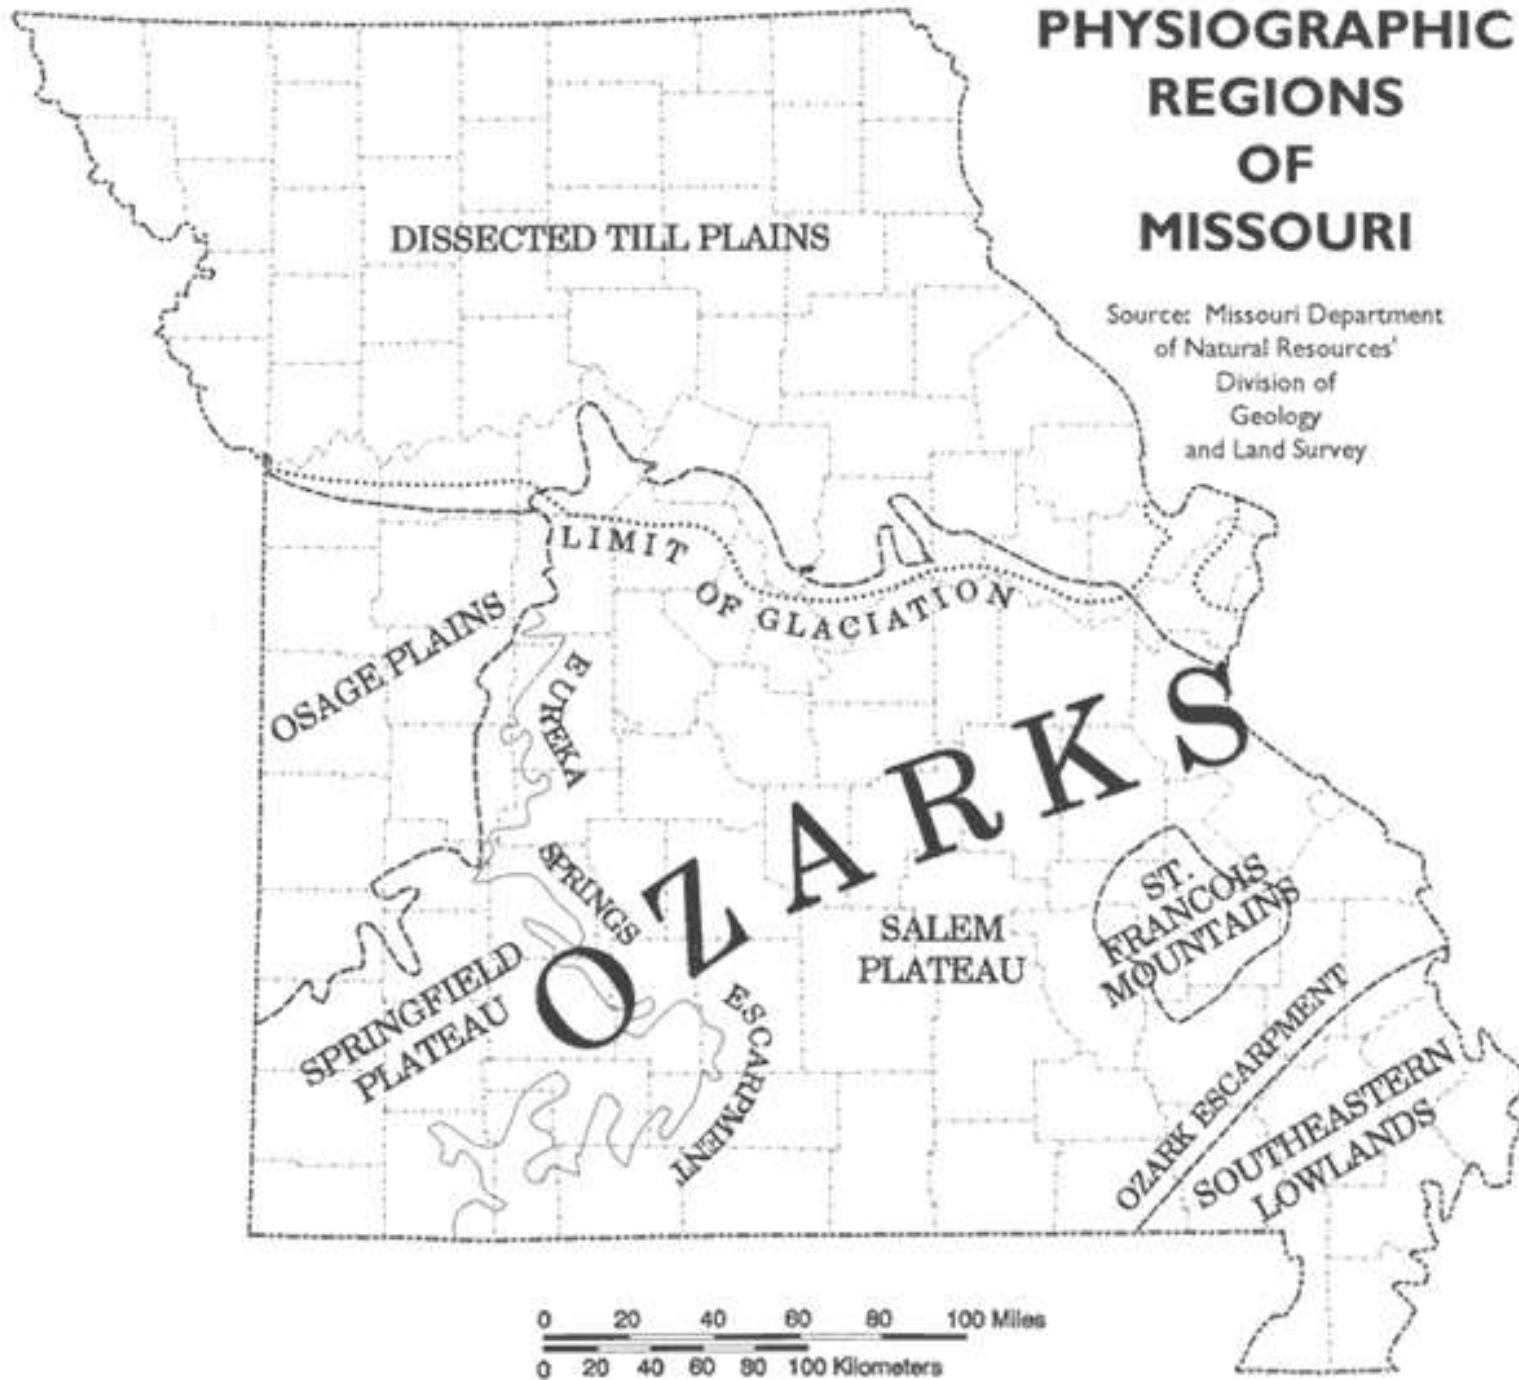 PHYSIOGRAPHIC
REGIONS
OF
MISSOURI
Source: Missouri Department
of Natural Resources'
Division of
Geology
and Land Survey
DISSECTED TILL PLAINS
LIMIT OF GLACIATION
OSAGE PLAINS
EUREKA SPRINGS ESCARPMENT
OZARKS
SALEM
PLATEAU
ST.
FRANCOIS
MOUNTAINS
SPRINGFIELD
PLATEAU
OZARK ESCARPMENT
SOUTHEASTERN
LOWLANDS
0 20 40 60 80 100 Miles
0 20 40 60 80 100 Kilometers